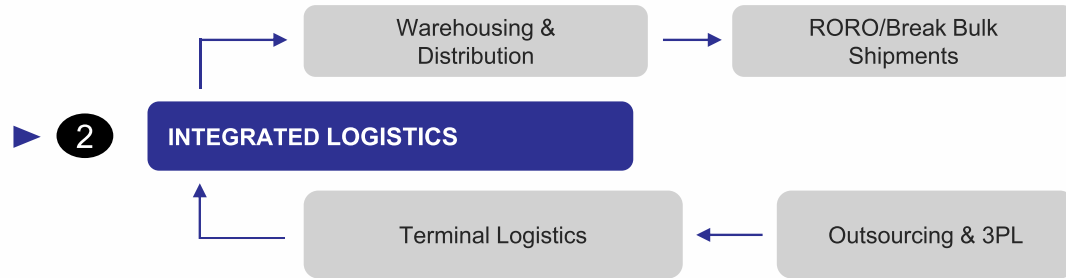 Warehousing &
Distribution
RORO/Break Bulk
Shipments
2
INTEGRATED LOGISTICS
Terminal Logistics
Outsourcing & 3PL